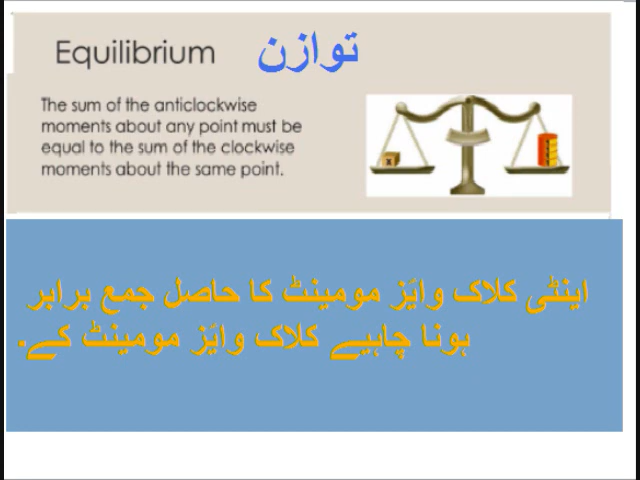 Equilibrium توازن
The sum of the anticlockwise
moments about any point must be
equal to the sum of the clockwise
moments about the same point.
x
اینٹی کلاک وائز مومینٹ کا حاصل جمع برابر
ہونا چاہیے کلاک وائز مومینٹ کے۔